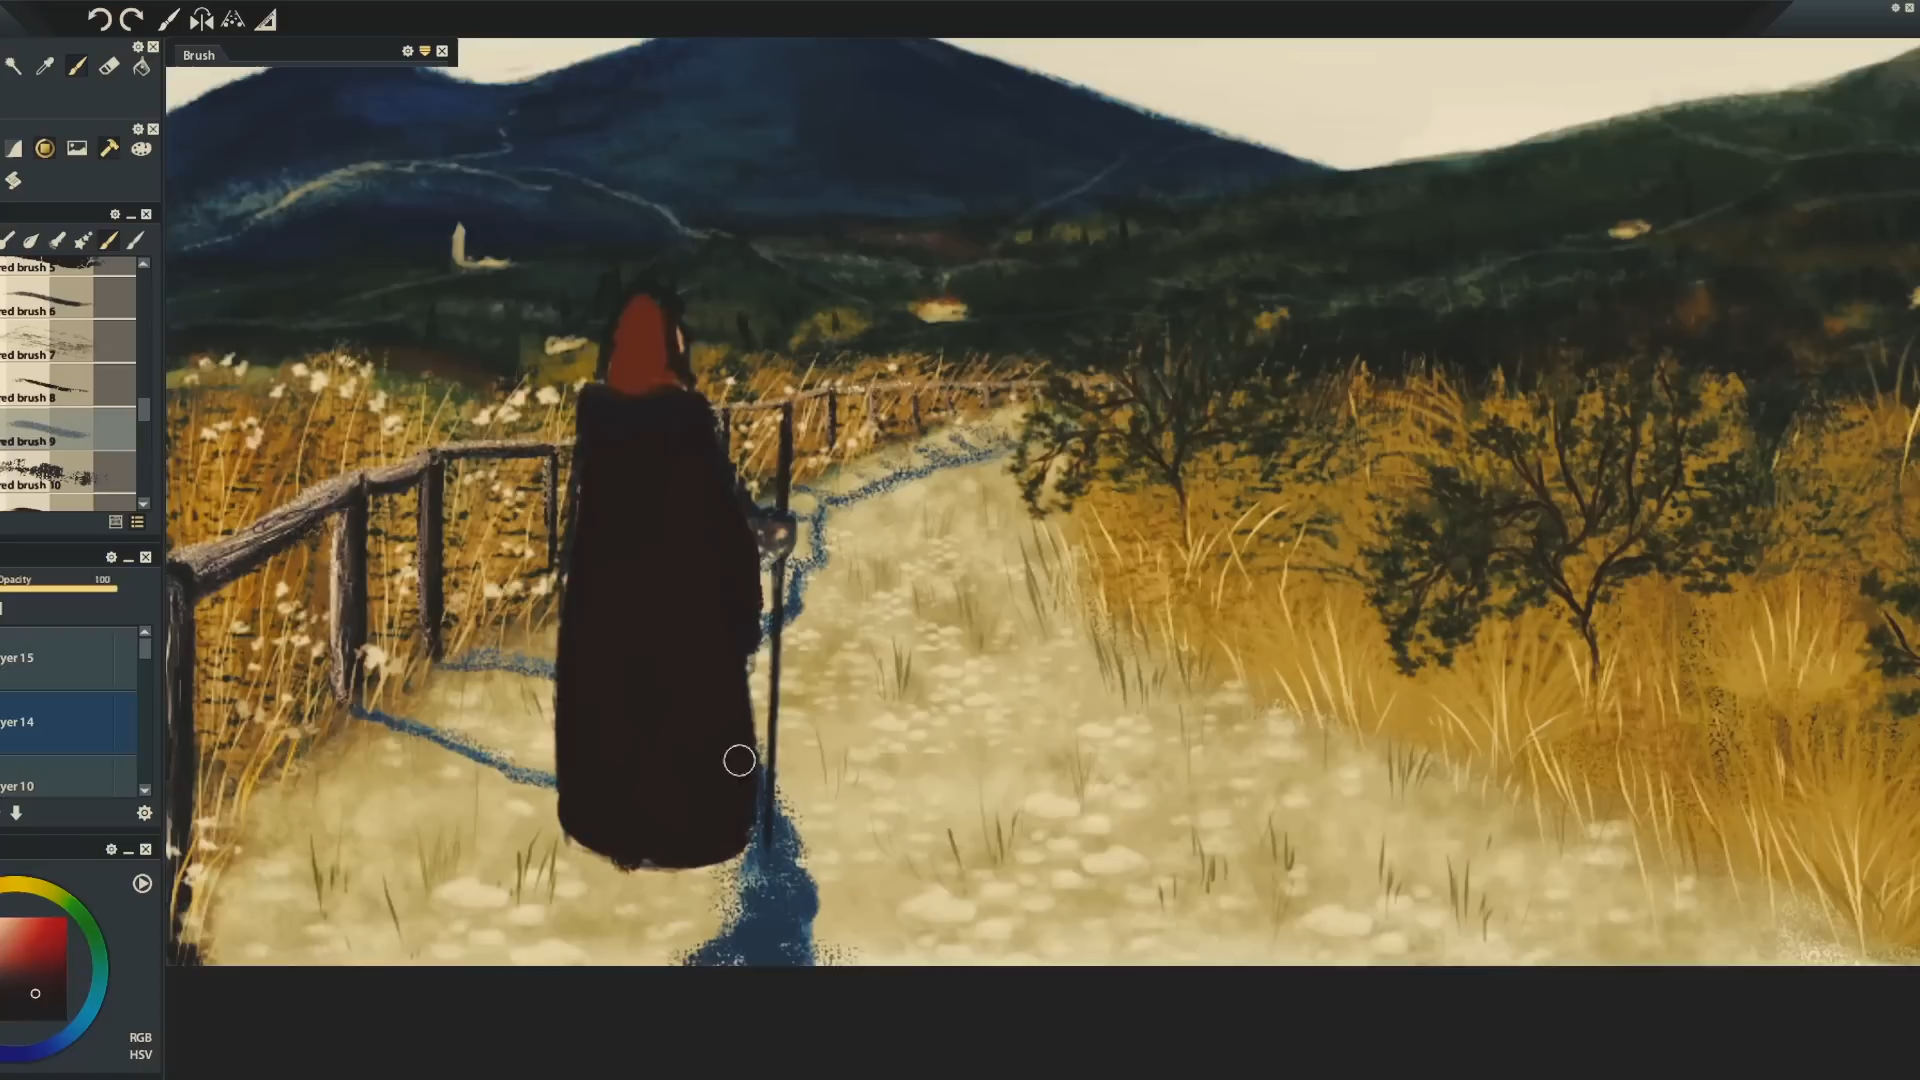 Brush
red brush 5
red brush 6
red brush 7
red brush 8
red brush 9
red brush 10
Opacity 100
yer 15
yer 14
yer 10
RGB
HSV